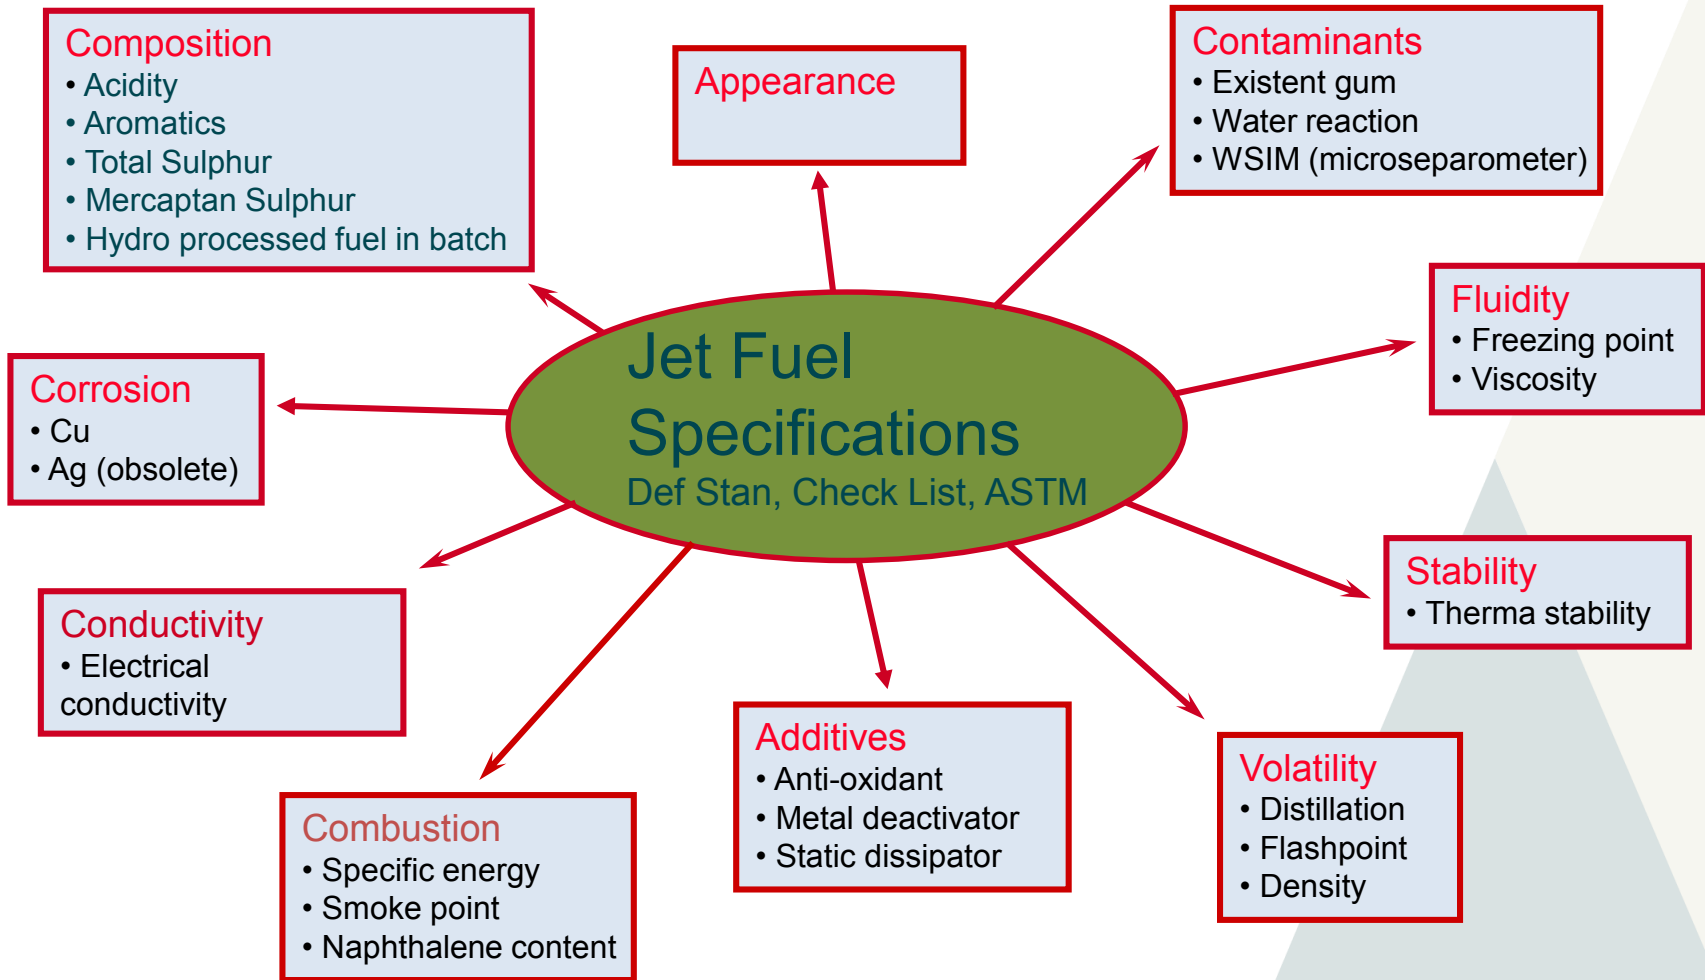 Composition
• Acidity
• Aromatics
• Total Sulphur
• Mercaptan Sulphur
• Hydro processed fuel in batch
Appearance
Contaminants
• Existent gum
• Water reaction
• WSIM (microseparometer)
Fluidity
• Freezing point
• Viscosity
Jet Fuel
Specifications
Def Stan, Check List, ASTM
Corrosion
• Cu
• Ag (obsolete)
Stability
• Therma stability
Conductivity
• Electrical
conductivity
Additives
• Anti-oxidant
• Metal deactivator
• Static dissipator
Volatility
• Distillation
• Flashpoint
• Density
Combustion
• Specific energy
• Smoke point
• Naphthalene content